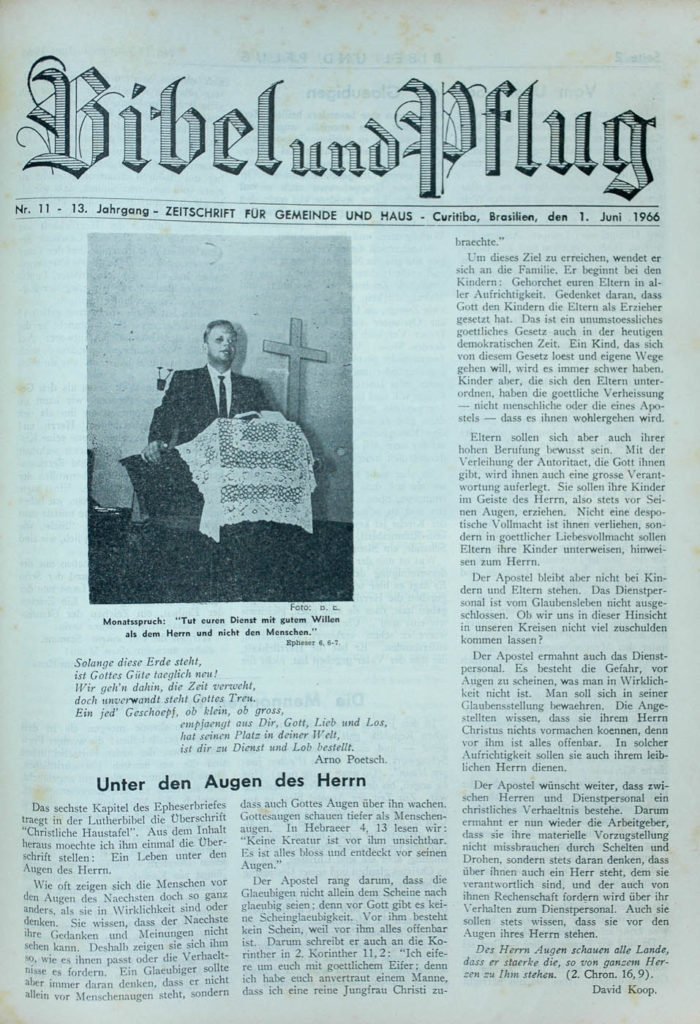 Bibel und Pflug
Nr. 11 - 13. Jahrgang - ZEITSCHRIFT FÜR GEMEINDE UND HAUS - Curitiba, Brasilien, den 1. Juni 1966
Foto:
Monatsspruch: "Tut euren Dienst mit gutem Willen
als dem Herrn und nicht den Menschen."
Epheser 6, 6-7.
Solange diese Erde steht,
ist Gottes Güte taeglich neu!
Wir geh'n dahin, die Zeit verweht,
doch unverwandt steht Gottes Treu.
Ein jed' Geschoepf, ob klein, ob gross,
empfaengt aus Dir, Gott, Lieb und Los,
hat seinen Platz in deiner Welt,
ist dir zu Dienst und Lob bestellt.
Arno Poetsch.
Unter den Augen des Herrn
Das sechste Kapitel des Epheserbriefes
traegt in der Lutherbibel die Überschrift
"Christliche Haustafel". Aus dem Inhalt
heraus moechte ich ihm einmal die Über-
schrift stellen: Ein Leben unter den
Augen des Herrn.
Wie oft zeigen sich die Menschen vor
den Augen des Naechsten doch so ganz
anders, als sie in Wirklichkeit sind oder
denken. Sie wissen, dass der Naechste
ihre Gedanken und Meinungen nicht
sehen kann. Deshalb zeigen sie sich ihm
so, wie es ihnen passt oder die Verhaelt-
nisse es fordern. Ein Glaeubiger sollte
aber immer daran denken, dass er nicht
allein vor Menschenaugen steht, sondern
dass auch Gottes Augen über ihn wachen.
Gottesaugen schauen tiefer als Menschen-
augen. In Hebraeer 4, 13 lesen wir:
"Keine Kreatur ist vor ihm unsichtbar.
Es ist alles bloss und entdeckt vor seinen
Augen."
Der Apostel rang darum, dass die
Glaeubigen nicht allein dem Scheine nach
glaeubig seien; denn vor Gott gibt es kei-
ne Scheinglaeubigkeit. Vor ihm besteht
kein Schein, weil vor ihm alles offenbar
ist. Darum schreibt er auch an die Ko-
rinther in 2. Korinther 11, 2: "Ich eife-
re um euch mit goettlichem Eifer; denn
ich habe euch anvertraut einem Manne,
dass ich eine reine Jungfrau Christi zu-
braechte."
Um dieses Ziel zu erreichen, wendet er
sich an die Familie. Er beginnt bei den
Kindern: Gehorchet euren Eltern in al-
ler Aufrichtigkeit. Gedenket daran, dass
Gott den Kindern die Eltern als Erzieher
gesetzt hat. Das ist ein unumstoessliches
goettliches Gesetz auch in der heutigen
demokratischen Zeit. Ein Kind, das sich
von diesem Gesetz loest und eigene Wege
gehen will, wird es immer schwer haben.
Kinder aber, die sich den Eltern unter-
ordnen, haben die goettliche Verheissung
— nicht menschliche oder die eines Apo-
stels — dass es ihnen wohlergehen wird.
Eltern sollen sich aber auch ihrer
hohen Berufung bewusst sein. Mit der
Verleihung der Autoritaet, die Gott ihnen
gibt, wird ihnen auch eine grosse Verant-
wortung auferlegt. Sie sollen ihre Kinder
im Geiste des Herrn, also stets vor Sei-
nen Augen, erziehen. Nicht eine despo-
tische Vollmacht ist ihnen verliehen, son-
dern in goettlicher Liebesvollmacht sollen
Eltern ihre Kinder unterweisen, hinwei-
sen zum Herrn.
Der Apostel bleibt aber nicht bei Kin-
dern und Eltern stehen. Das Dienstper-
sonal ist vom Glaubensleben nicht ausge-
schlossen. Ob wir uns in dieser Hinsicht
in unseren Kreisen nicht viel zuschulden
kommen lassen?
Der Apostel ermahnt auch das Dienst-
personal. Es besteht die Gefahr, vor
Augen zu scheinen, was man in Wirklich-
keit nicht ist. Man soll sich in seiner
Glaubensstellung bewaehren. Die Ange-
stellten wissen, dass sie ihrem Herrn
Christus nichts vormachen koennen, denn
vor ihm ist alles offenbar. In solcher
Aufrichtigkeit sollen sie auch ihrem leib-
lichen Herrn dienen.
Der Apostel wünscht weiter, dass zwi-
schen Herren und Dienstpersonal ein
christliches Verhaeltnis bestehe. Darum
ermahnt er nun wieder die Arbeitgeber,
dass sie ihre materielle Vorzugstellung
nicht missbrauchen durch Schelten und
Drohen, sondern stets daran denken, dass
über ihnen auch ein Herr steht, dem sie
verantwortlich sind, und der auch von
ihnen Rechenschaft fordern wird über ihr
Verhalten zum Dienstpersonal. Auch sie
sollen stets wissen, dass sie vor den
Augen ihres Herrn stehen.
Des Herrn Augen schauen alle Lande,
dass er staerke die, so von ganzem Her-
zen zu Ihm stehen. (2. Chron. 16, 9).
David Koop.